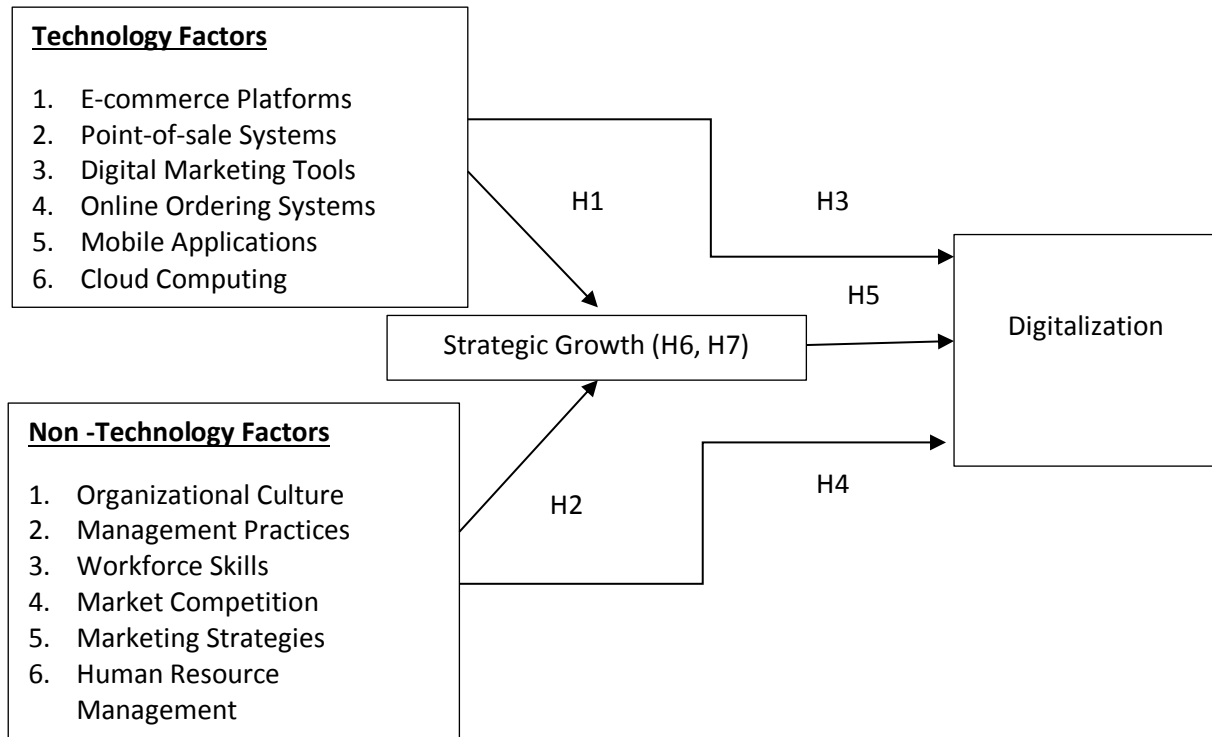 Technology Factors
1. E-commerce Platforms
2. Point-of-sale Systems
3. Digital Marketing Tools
4. Online Ordering Systems
5. Mobile Applications
6. Cloud Computing
H1
H3
H5
Digitalization
Strategic Growth (H6, H7)
Non -Technology Factors
1. Organizational Culture
2. Management Practices
3. Workforce Skills
4. Market Competition
5. Marketing Strategies
6. Human Resource
Management
H2
H4